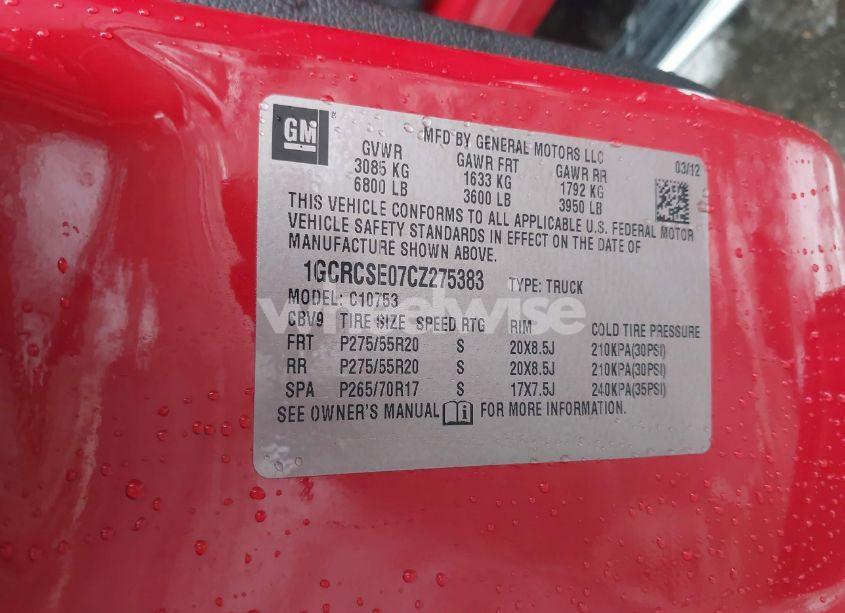 GM ®
MFD BY GENERAL MOTORS LLC
GVWR GAWR FRT GAWR RR 03/12
3085 KG 1633 KG 1792 KG
6800 LB 3600 LB 3950 LB
THIS VEHICLE CONFORMS TO ALL APPLICABLE U.S. FEDERAL MOTOR
VEHICLE SAFETY STANDARDS IN EFFECT ON THE DATE OF
MANUFACTURE SHOWN ABOVE.
1GCRCSE07CZ275383 TYPE: TRUCK
MODEL: C10753
wheelwise
CBV9 TIRE SIZE SPEED RTG RIM COLD TIRE PRESSURE
FRT P275/55R20 S 20X8.5J 210KPA(30PSI)
RR P275/55R20 S 20X8.5J 210KPA(30PSI)
SPA P265/70R17 S 17X7.5J 240KPA(35PSI)
SEE OWNER'S MANUAL i FOR MORE INFORMATION.